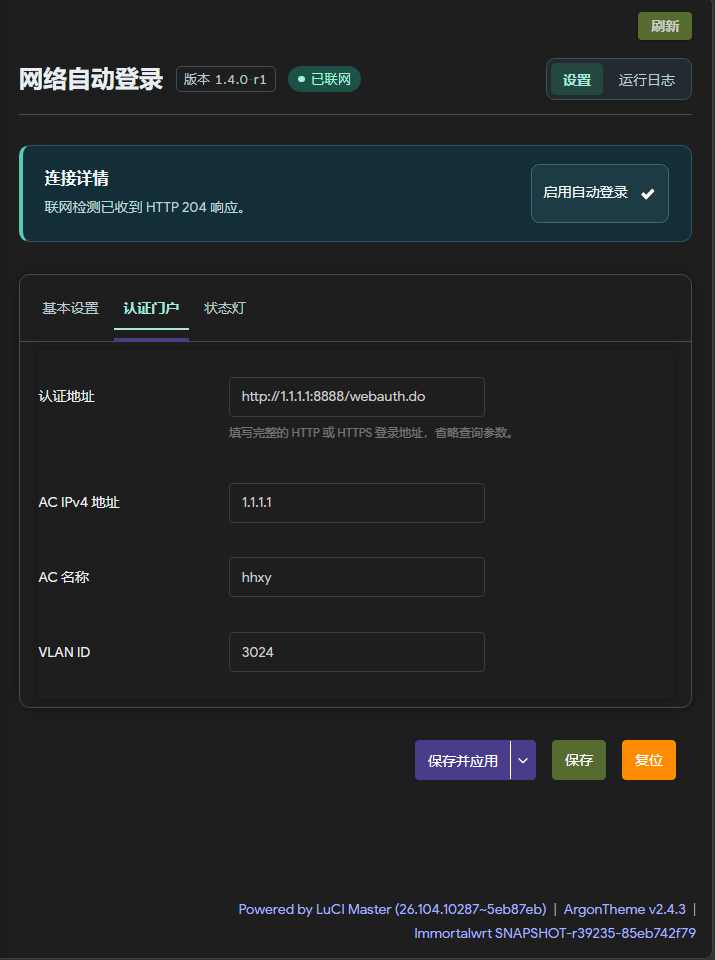 刷新
网络自动登录 版本 1.4.0-r1 已联网 设置 运行日志
连接详情
联网检测已收到 HTTP 204 响应。
启用自动登录
基本设置 认证门户 状态灯
认证地址 http://1.1.1.1:8888/webauth.do
填写完整的 HTTP 或 HTTPS 登录地址，省略查询参数。
AC IPv4 地址 1.1.1.1
AC 名称 hhxy
VLAN ID 3024
保存并应用 保存 复位
Powered by LuCI Master (26.104.10287~5eb87eb) | ArgonTheme v2.4.3 |
Immortalwrt SNAPSHOT-r39235-85eb742f79